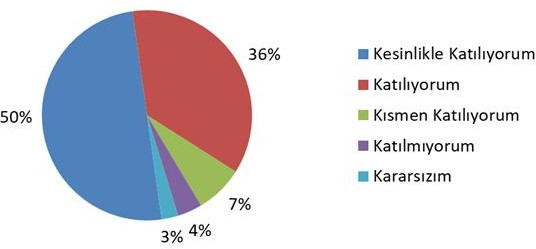 36%
50%
7%
4%
3%
Kesinlikle Katılıyorum
Katılıyorum
Kısmen Katılıyorum
Katılmıyorum
Kararsızım